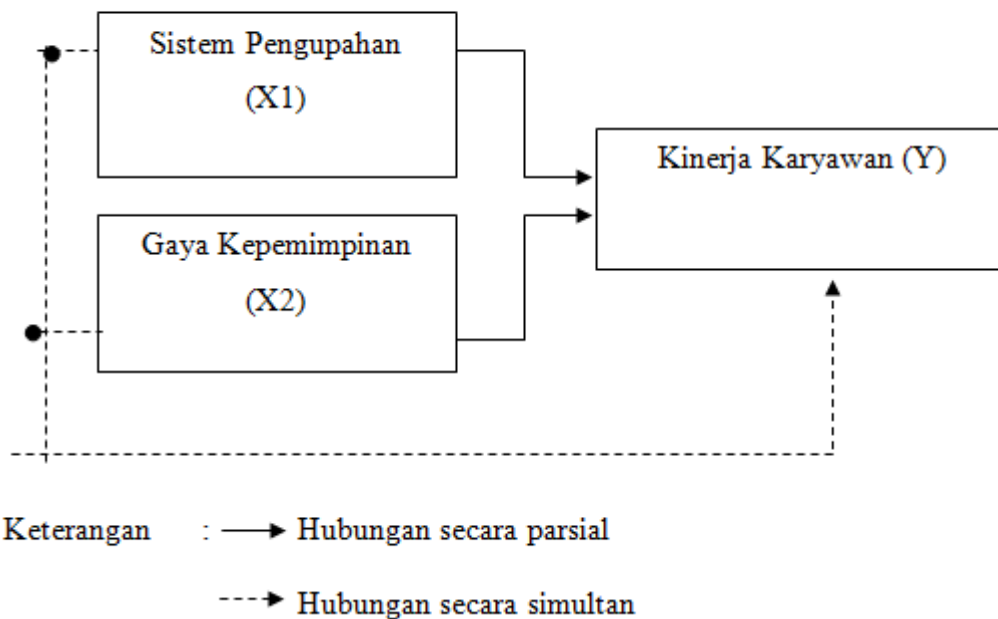 Sistem Pengupahan
(X1)
Kinerja Karyawan (Y)
Gaya Kepemimpinan
(X2)
Keterangan : Hubungan secara parsial
Hubungan secara simultan